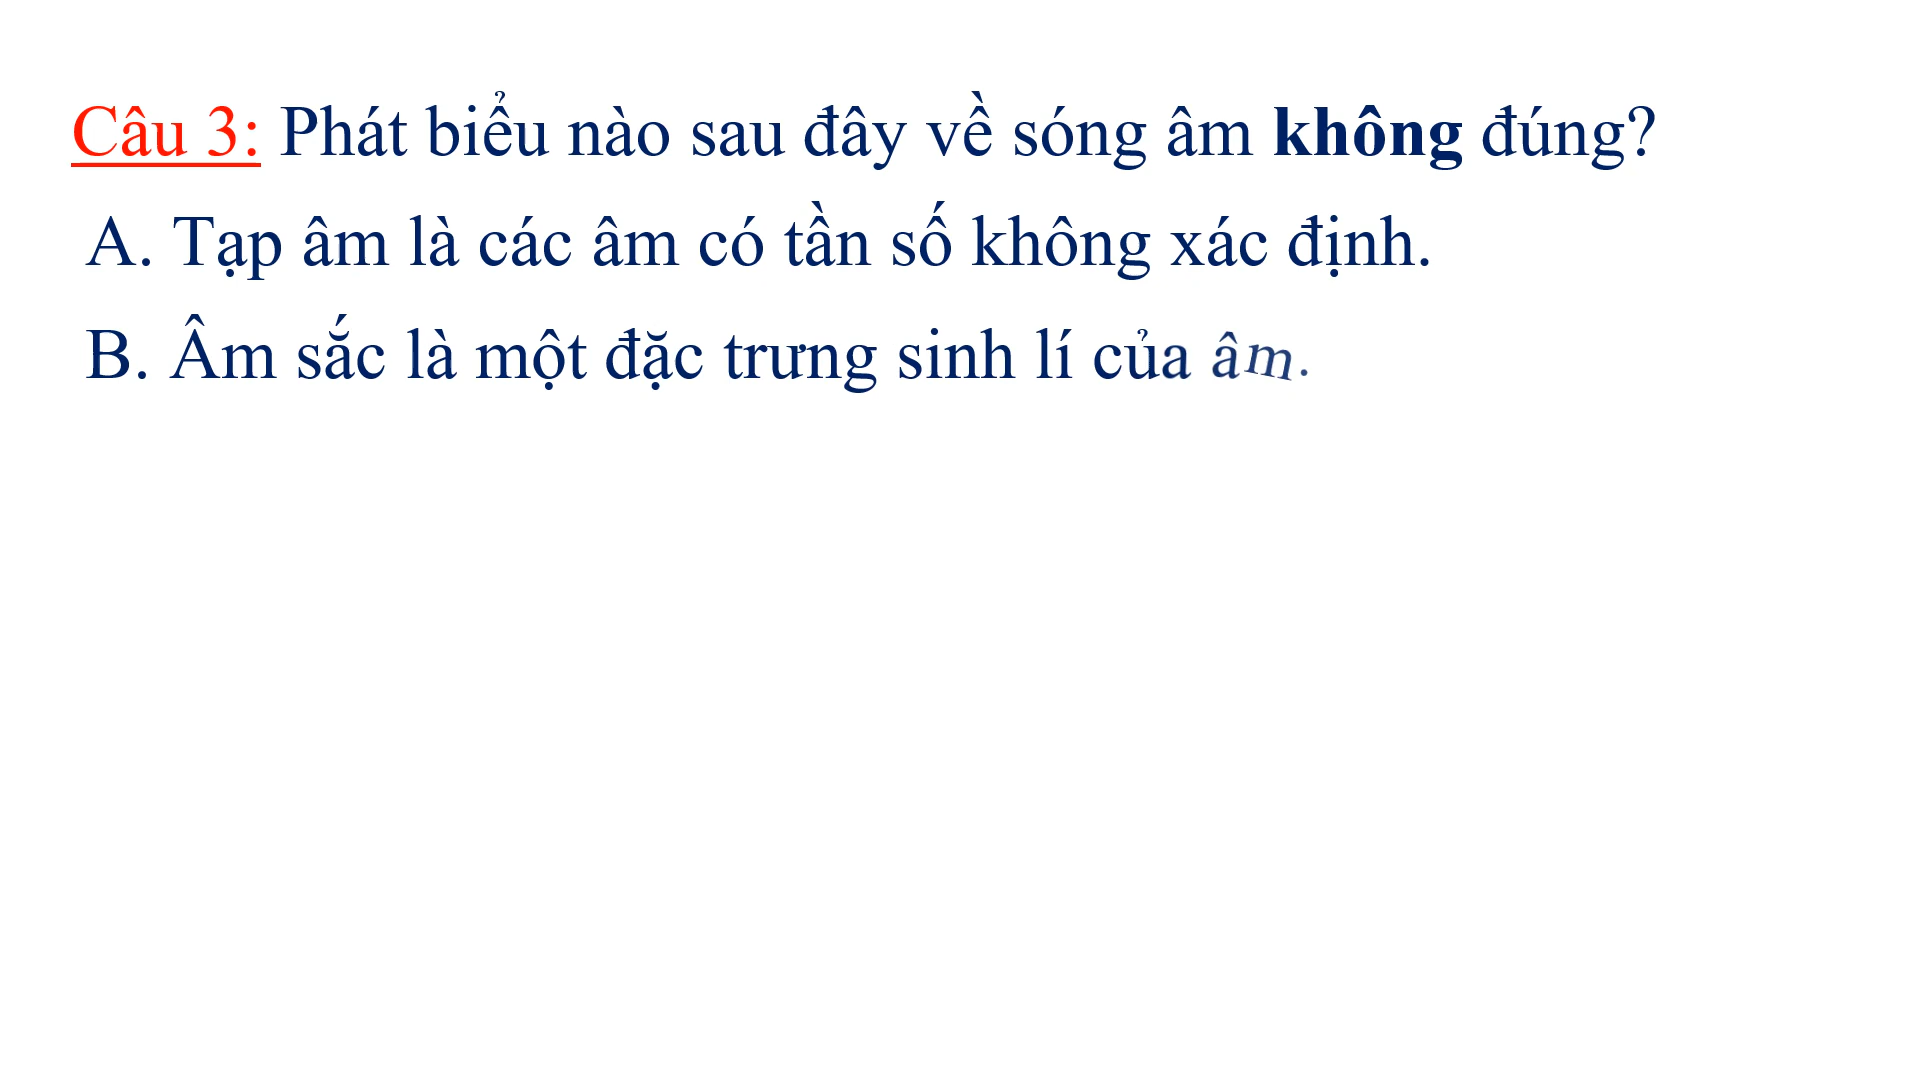 Câu 3: Phát biểu nào sau đây về sóng âm không đúng?
A. Tạp âm là các âm có tần số không xác định.
B. Âm sắc là một đặc trưng sinh lí của âm.